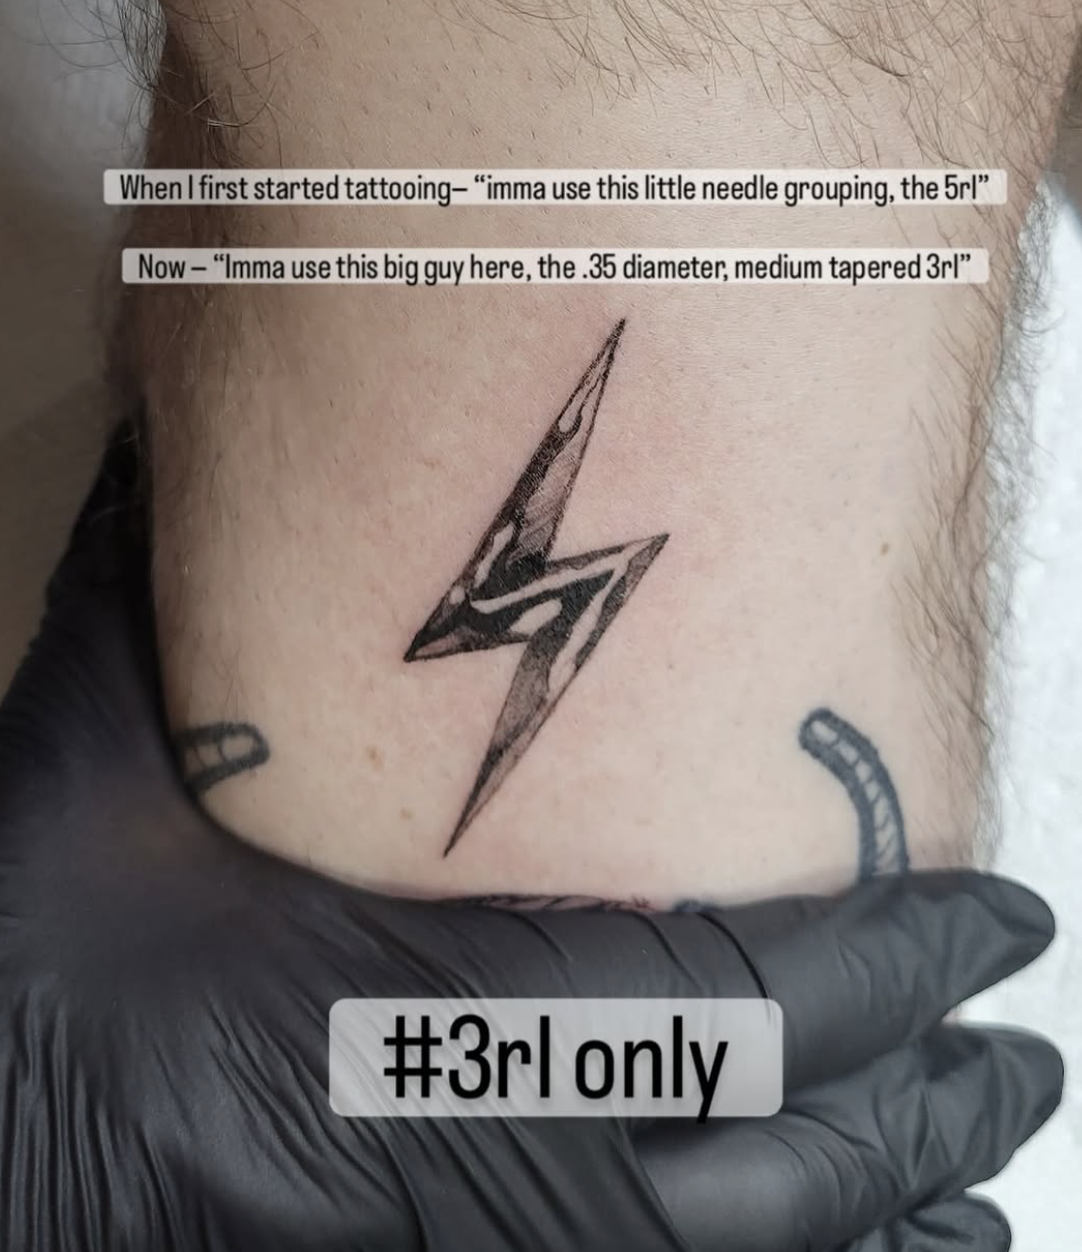 When I first started tattooing– “imma use this little needle grouping, the 5rl”
Now – “Imma use this big guy here, the .35 diameter, medium tapered 3rl”
#3rl only